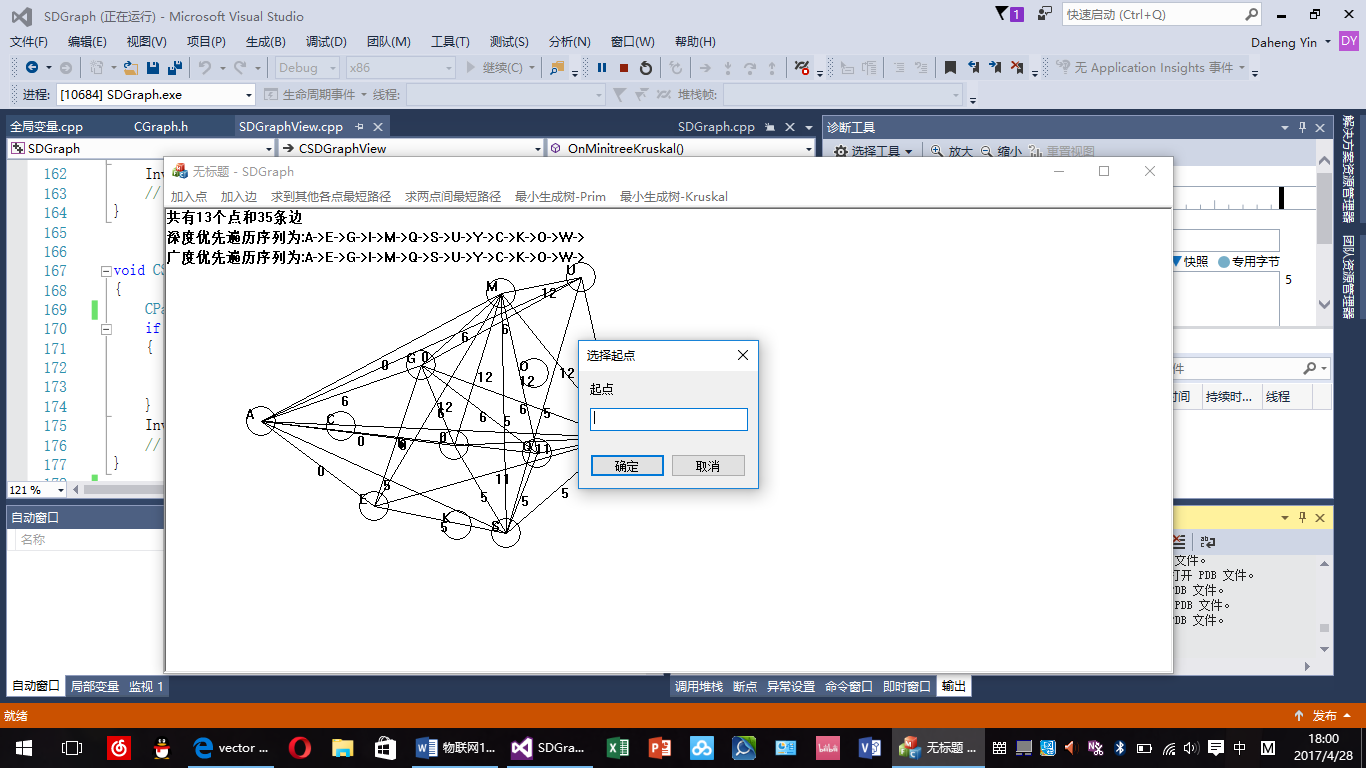 SDGraph (正在运行) - Microsoft Visual Studio
1
快速启动 (Ctrl+Q)
文件(F) 编辑(E) 视图(V) 项目(P) 生成(B) 调试(D) 团队(M) 工具(T) 测试(S) 分析(N) 窗口(W) 帮助(H)
Daheng Yin
DY
Debug x86 继续(C) 无 Application Insights 事件
进程: [10684] SDGraph.exe 生命周期事件 线程: 堆栈帧:
全局变量.cpp CGraph.h SDGraphView.cpp SDGraph.cpp
诊断工具
SDGraph CSDGraphView OnMinitreeKruskal()
选择工具 放大 缩小 重置视图
162 Inv
163 //
164 }
165
166
167 void CS
168 {
169 CPa
170 if
171 {
172
173
174 }
175 Inv
176 //
177 }
121 %
无标题 - SDGraph
加入点 加入边 求到其他各点最短路径 求两点间最短路径 最小生成树-Prim 最小生成树-Kruskal
共有13个点和35条边
深度优先遍历序列为:A->E->G->I->M->Q->S->U->Y->C->K->O->W->
广度优先遍历序列为:A->E->G->I->M->Q->S->U->Y->C->K->O->W->
U
M
12
6
6
G 0
0
O
12
12
12
6
12
6
6
5
5
A
C
0
0
11
0
11
5
5
5
5
E
K
5
S
选择起点
起点
确定 取消
快照 专用字节
5
件
时间 持续时... 线程
文件。
打开 PDB 文件。
PDB 文件。
PDB 文件。
PDB 文件。
解决方案资源管理器
团队资源管理器
自动窗口
名称
自动窗口 局部变量 监视 1
调用堆栈 断点 异常设置 命令窗口 即时窗口 输出
就绪
发布
vector ...
物联网1...
SDGra...
无标题 ...
中
M
18:00
2017/4/28